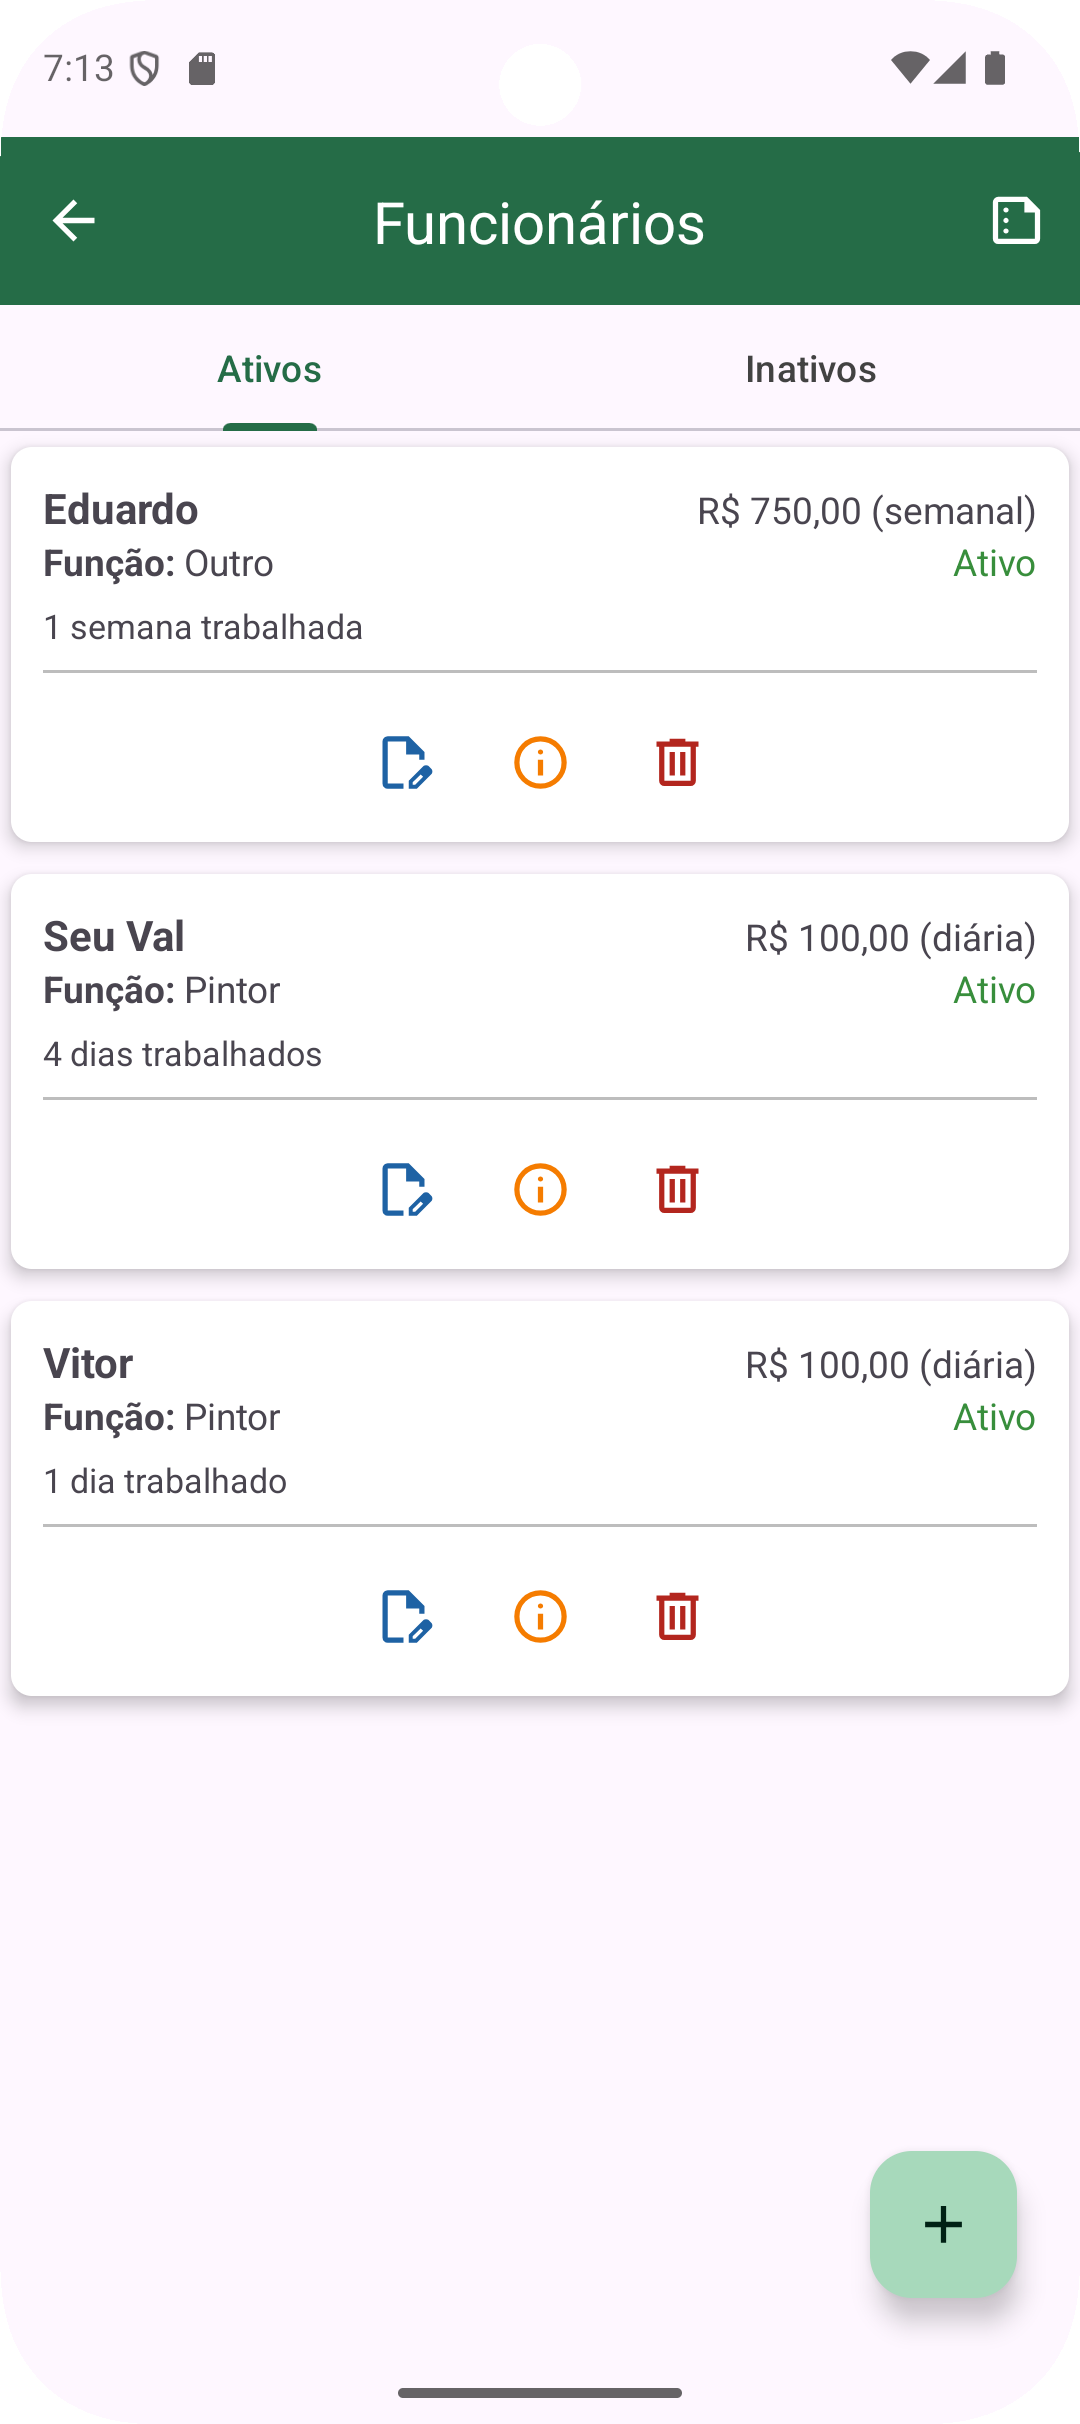 7:13
Funcionários
Ativos Inativos
Eduardo R$ 750,00 (semanal)
Função: Outro Ativo
1 semana trabalhada
Seu Val R$ 100,00 (diária)
Função: Pintor Ativo
4 dias trabalhados
Vitor R$ 100,00 (diária)
Função: Pintor Ativo
1 dia trabalhado